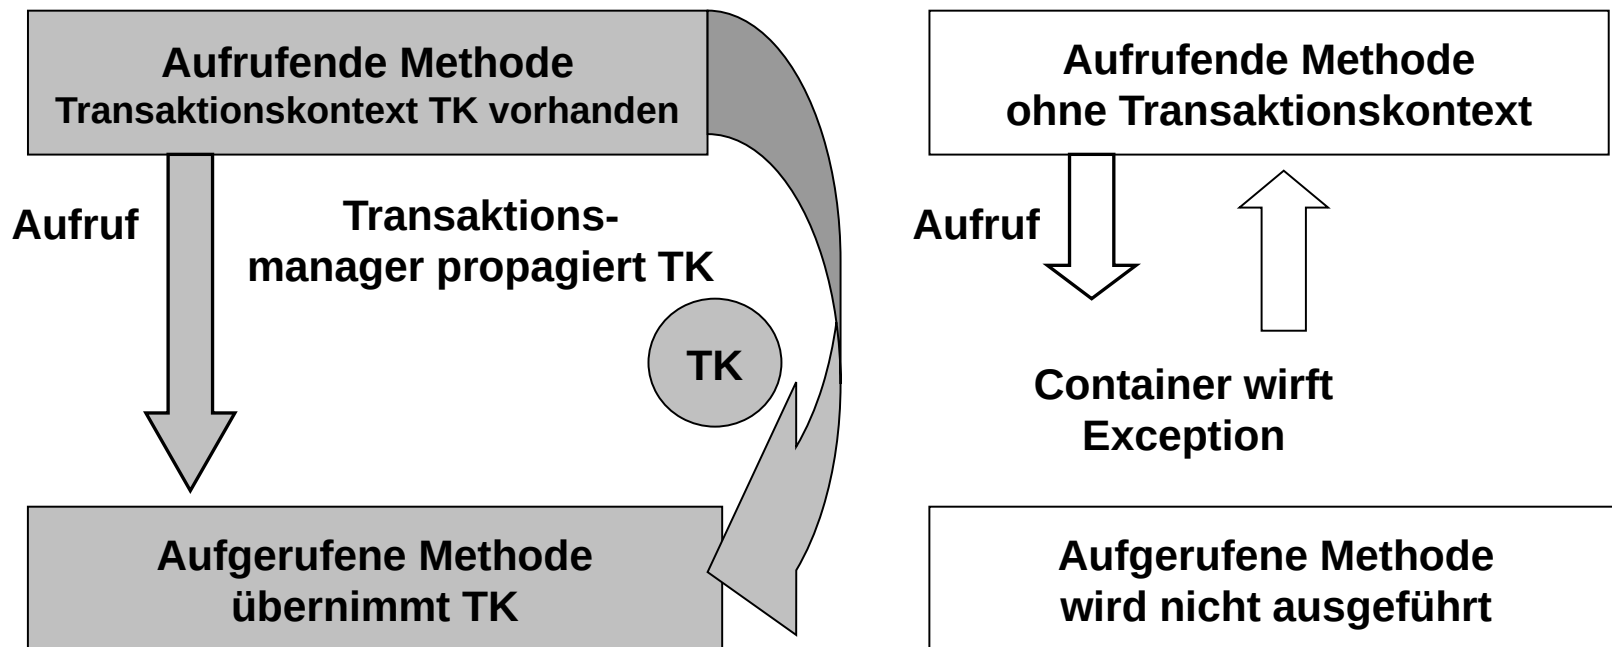 Aufrufende Methode
Transaktionskontext TK vorhanden
Aufruf
Transaktions-
manager propagiert TK
TK
Aufgerufene Methode
übernimmt TK
Aufrufende Methode
ohne Transaktionskontext
Aufruf
Container wirft
Exception
Aufgerufene Methode
wird nicht ausgeführt